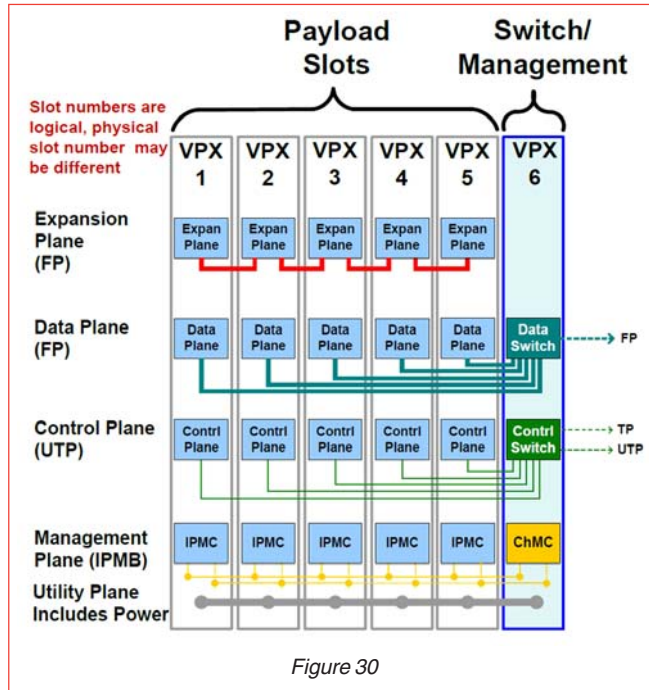 Payload
Slots
Switch/
Management
Slot numbers are
logical, physical
slot number may
be different
VPX
1
VPX
2
VPX
3
VPX
4
VPX
5
VPX
6
Expansion
Plane
(FP)
Expan
Plane
Expan
Plane
Expan
Plane
Expan
Plane
Expan
Plane
Data Plane
(FP)
Data
Plane
Data
Plane
Data
Plane
Data
Plane
Data
Plane
Data
Switch
FP
Control Plane
(UTP)
Contrl
Plane
Contrl
Plane
Contrl
Plane
Contrl
Plane
Contrl
Plane
Contrl
Switch
TP
UTP
Management
Plane (IPMB)
IPMC
IPMC
IPMC
IPMC
IPMC
ChMC
Utility Plane
Includes Power
Figure 30